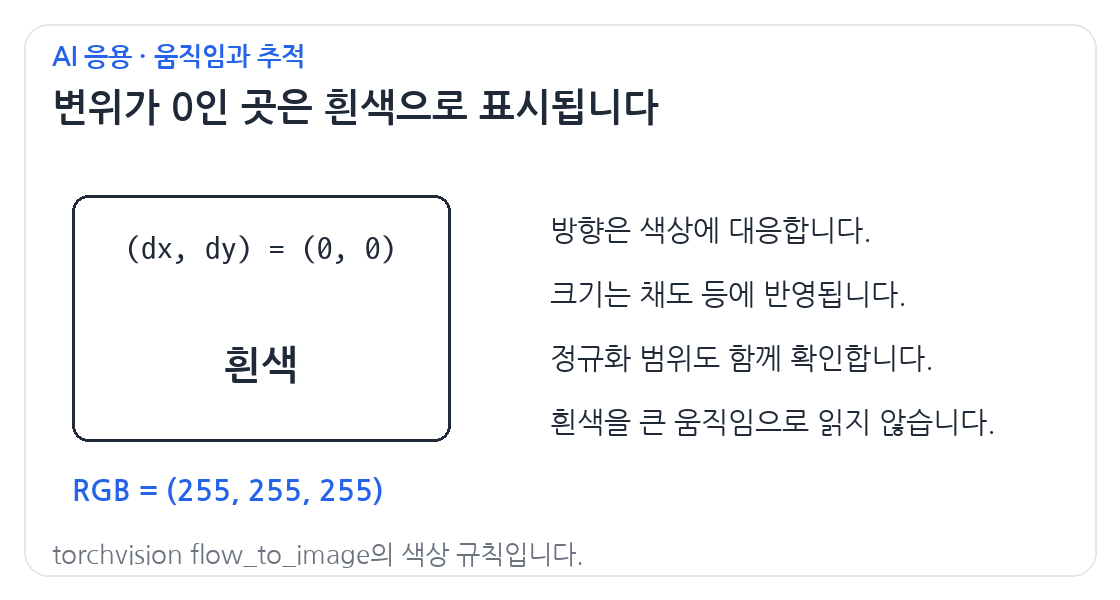 AI 응용 · 움직임과 추적
변위가 0인 곳은 흰색으로 표시됩니다
(dx, dy) = (0, 0)
흰색
RGB = (255, 255, 255)
방향은 색상에 대응합니다.
크기는 채도 등에 반영됩니다.
정규화 범위도 함께 확인합니다.
흰색을 큰 움직임으로 읽지 않습니다.
torchvision flow_to_image의 색상 규칙입니다.